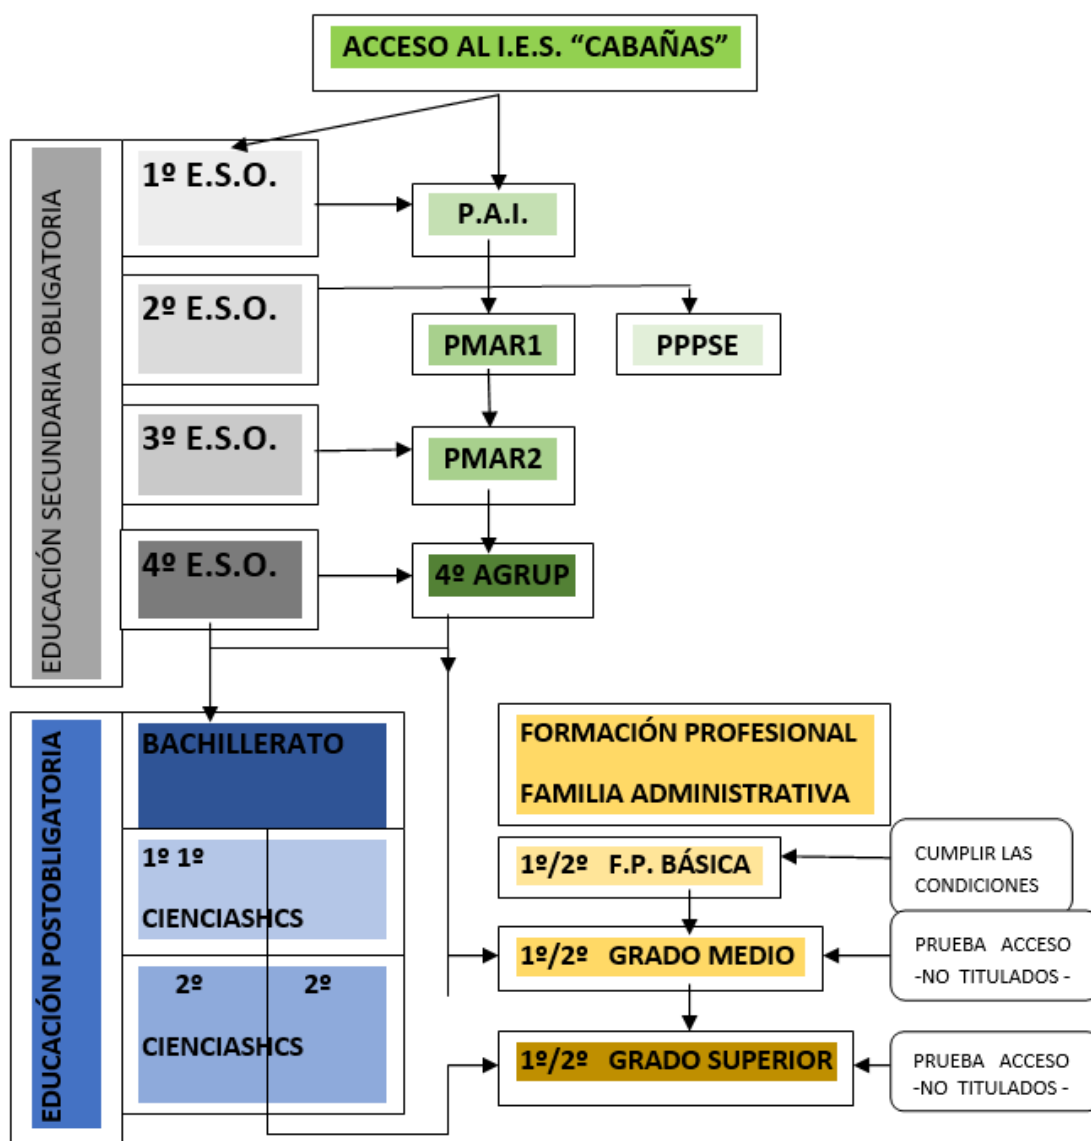 ACCESO AL I.E.S. “CABAÑAS”
EDUCACIÓN SECUNDARIA OBLIGATORIA
1º E.S.O.
P.A.I.
2º E.S.O.
PMAR1
PPPSE
3º E.S.O.
PMAR2
4º E.S.O.
4º AGRUP
EDUCACIÓN POSTOBLIGATORIA
BACHILLERATO
1º 1º
CIENCIASHCS
2º 2º
CIENCIASHCS
FORMACIÓN PROFESIONAL
FAMILIA ADMINISTRATIVA
1º/2º F.P. BÁSICA
CUMPLIR LAS
CONDICIONES
1º/2º GRADO MEDIO
PRUEBA ACCESO
-NO TITULADOS -
1º/2º GRADO SUPERIOR
PRUEBA ACCESO
-NO TITULADOS -